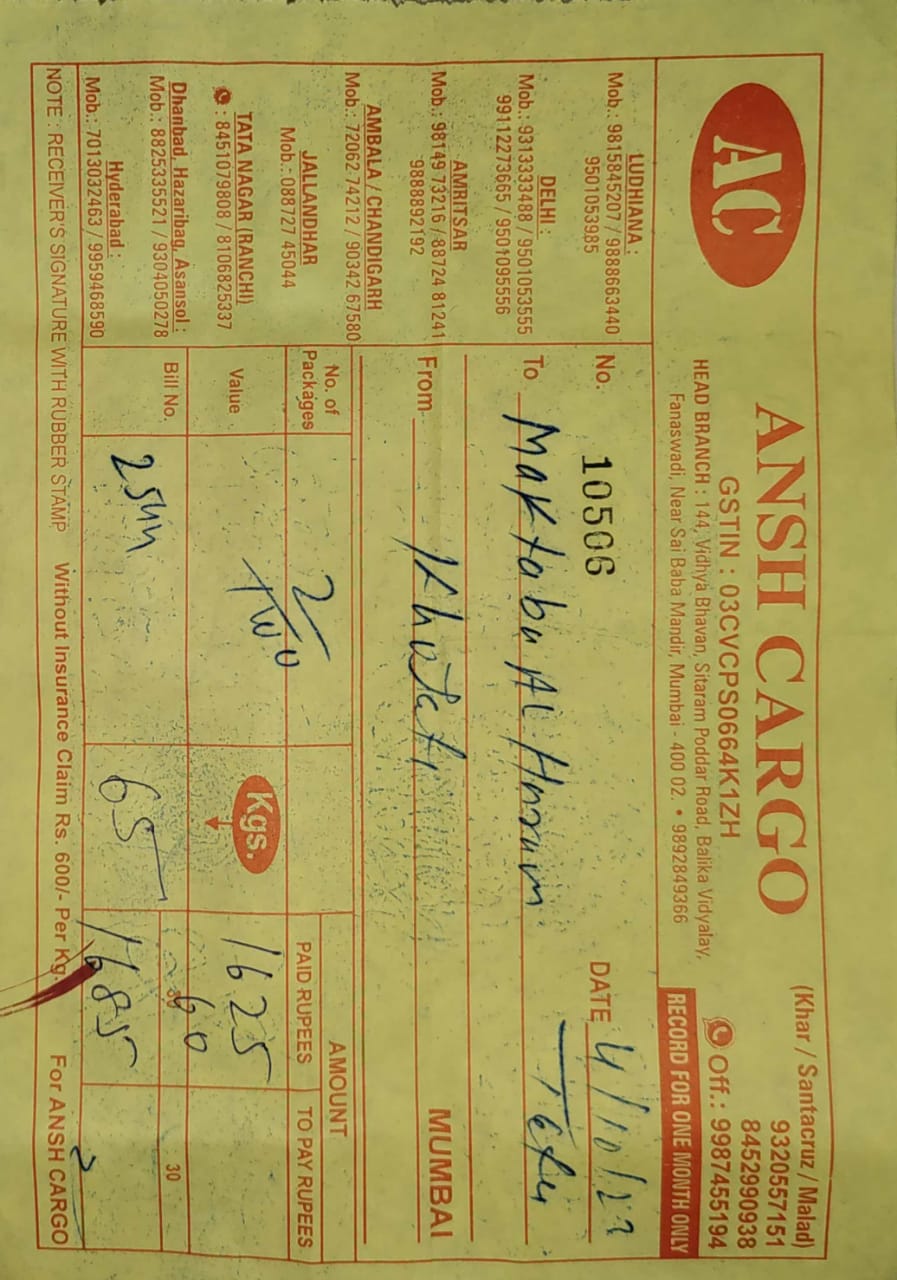 AC
ANSH CARGO
GSTIN : 03CVCPS0664K1ZH
HEAD BRANCH : 144, Vidhya Bhavan, Sitaram Poddar Road, Balika Vidyalay,
Fanaswadi, Near Sai Baba Mandir, Mumbai - 400 02. • 9892849366
(Khar / Santacruz / Malad)
9320557151
8452990938
Off.: 9987455194
RECORD FOR ONE MONTH ONLY
LUDHIANA :
Mob.: 9815845207 / 9888663440
9501053985
DELHI :
Mob.: 9313333488 / 9501053555
9911227366​5 / 9501095556
AMRITSAR
Mob.: 98149 73216 / 88724 81241
9888892192
AMBALA / CHANDIGARH
Mob.: 72062 74212 / 90342 67580
JALLANDHAR
Mob.: 088727 45044
TATA NAGAR (RANCHI)
: 8451079808 / 8106825337
Dhanbad, Hazaribag, Asansol :
Mob.: 8825335521 / 9304050278
Hyderabad :
Mob.: 7013032463 / 9959468590
No. 10506
DATE 4/10/22
To Maktabu Al
From
MUMBAI
No. of Packages 2
Value Two
Kgs.
AMOUNT
PAID RUPEES
TO PAY RUPEES
1625
60
30
Bill No. 65 1685
NOTE : RECEIVER'S SIGNATURE WITH RUBBER STAMP Without Insurance Claim Rs. 600/- Per Kg. For ANSH CARGO